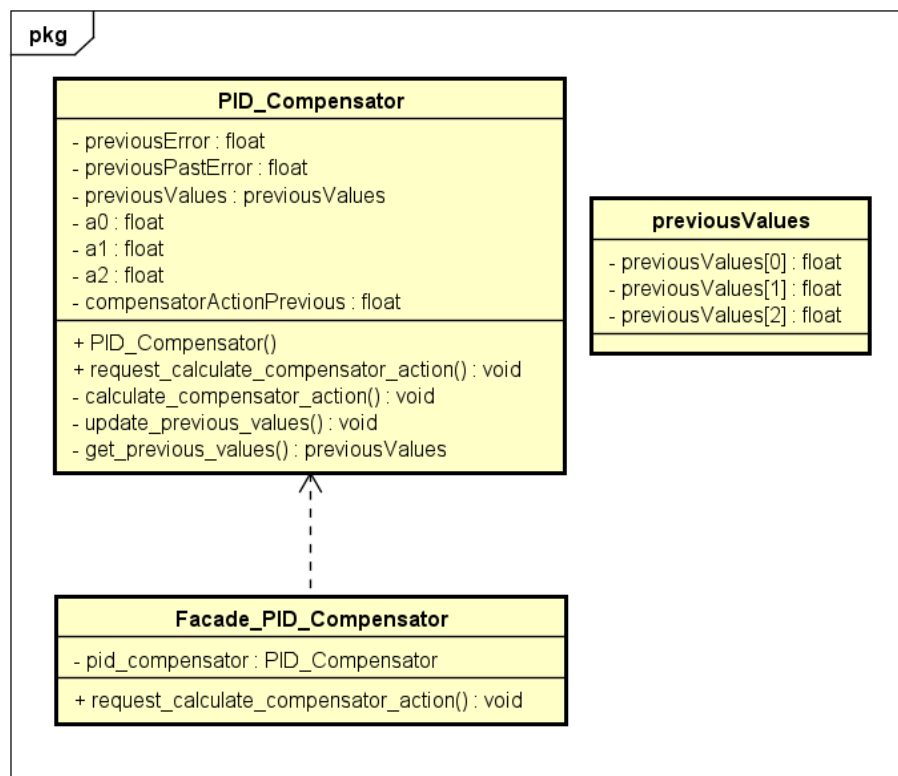 pkg
PID_Compensator
- previousError : float
- previousPastError : float
- previousValues : previousValues
- a0 : float
- a1 : float
- a2 : float
- compensatorActionPrevious : float
+ PID_Compensator()
+ request_calculate_compensator_action() : void
- calculate_compensator_action() : void
- update_previous_values() : void
- get_previous_values() : previousValues
previousValues
- previousValues[0] : float
- previousValues[1] : float
- previousValues[2] : float
Facade_PID_Compensator
- pid_compensator : PID_Compensator
+ request_calculate_compensator_action() : void